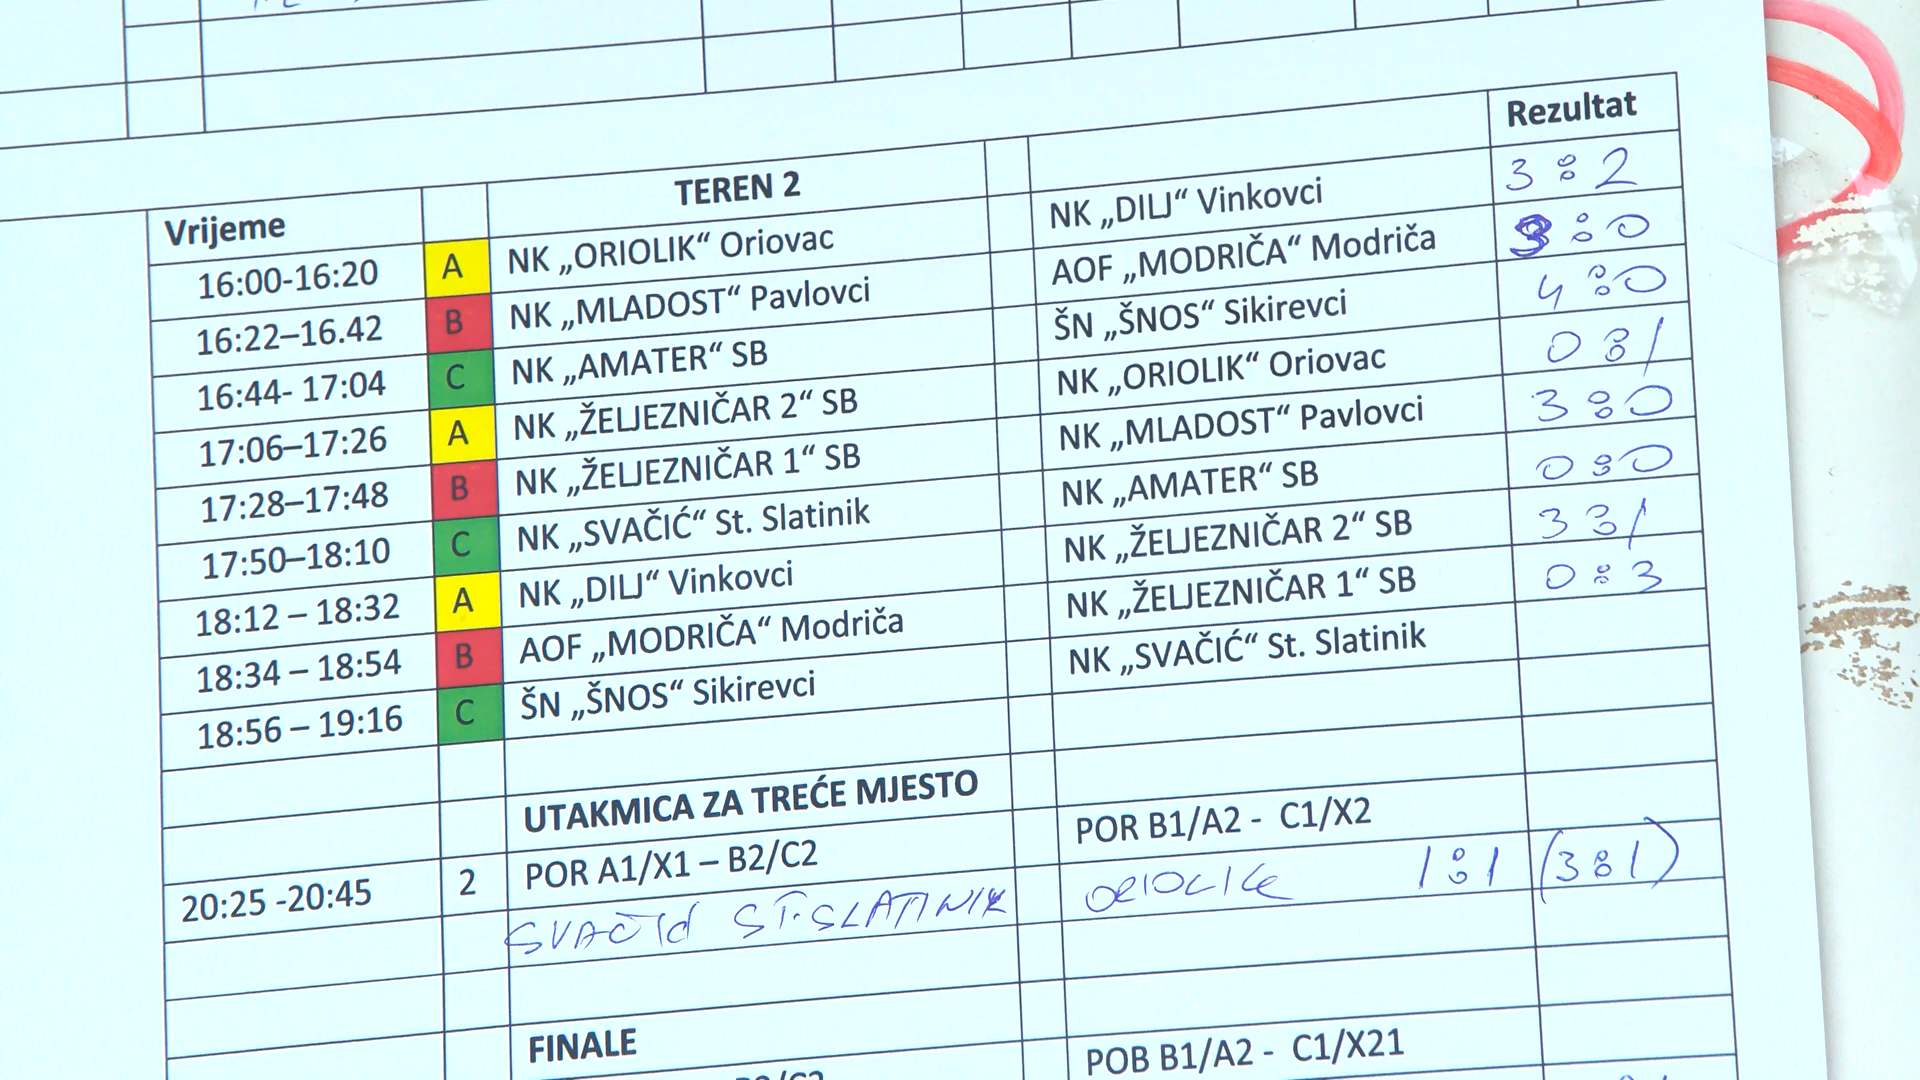 Vrijeme TEREN 2 Rezultat
16:00-16:20 A NK „ORIOLIK“ Oriovac NK „DILJ“ Vinkovci 3:2
16:22–16.42 B NK „MLADOST“ Pavlovci AOF „MODRIČA“ Modriča 3:0
16:44- 17:04 C NK „AMATER“ SB ŠN „ŠNOS“ Sikirevci 4:0
17:06–17:26 A NK „ŽELJEZNIČAR 2“ SB NK „ORIOLIK“ Oriovac 0:1
17:28–17:48 B NK „ŽELJEZNIČAR 1“ SB NK „MLADOST“ Pavlovci 3:0
17:50–18:10 C NK „SVAČIĆ“ St. Slatinik NK „AMATER“ SB 0:0
18:12 – 18:32 A NK „DILJ“ Vinkovci NK „ŽELJEZNIČAR 2“ SB 3:1
18:34 – 18:54 B AOF „MODRIČA“ Modriča NK „ŽELJEZNIČAR 1“ SB 0:3
18:56 – 19:16 C ŠN „ŠNOS“ Sikirevci NK „SVAČIĆ“ St. Slatinik
UTAKMICA ZA TREĆE MJESTO
20:25 -20:45 2 POR A1/X1 – B2/C2 POR B1/A2 - C1/X2
SVAČIĆ ST.SLATINIK ORIOLIK 1:1 (3:1)
FINALE
POB B1/A2 - C1/X21